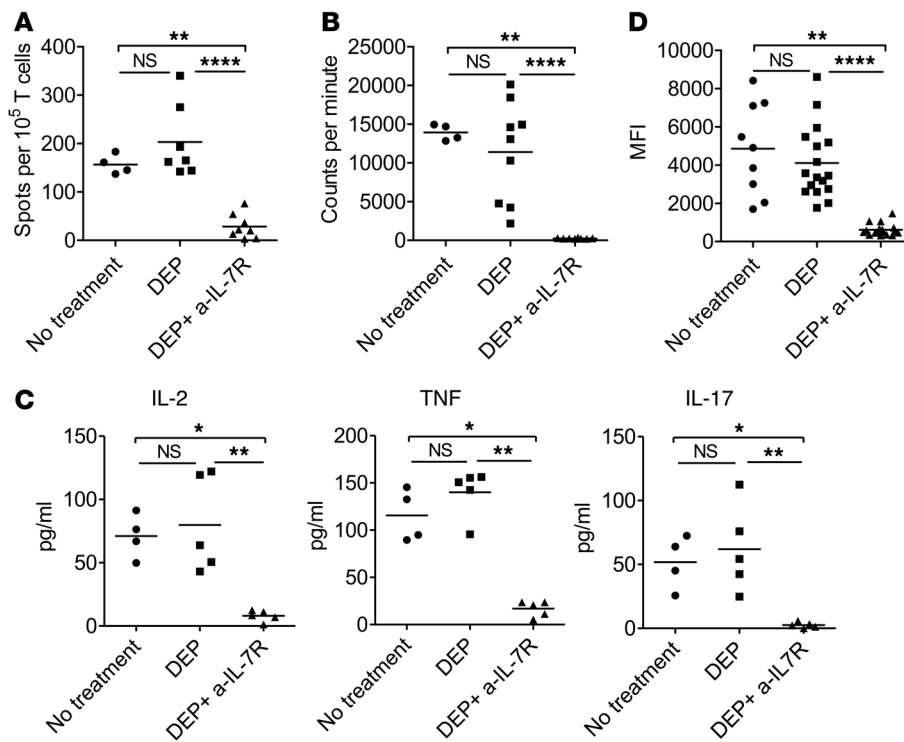 A
Spots per 10⁵ T cells
400
300
200
100
0
**
NS
****
No treatment
DEP
DEP+ a-IL-7R
B
Counts per minute
25000
20000
15000
10000
5000
0
**
NS
****
No treatment
DEP
DEP+ a-IL-7R
D
MFI
10000
8000
6000
4000
2000
0
**
NS
****
No treatment
DEP
DEP+ a-IL-7R
C
IL-2
pg/ml
150
100
50
0
*
NS
**
No treatment
DEP
DEP+ a-IL-7R
TNF
pg/ml
200
150
100
50
0
*
NS
**
No treatment
DEP
DEP+ a-IL-7R
IL-17
pg/ml
150
100
50
0
*
NS
**
No treatment
DEP
DEP+ a-IL7R